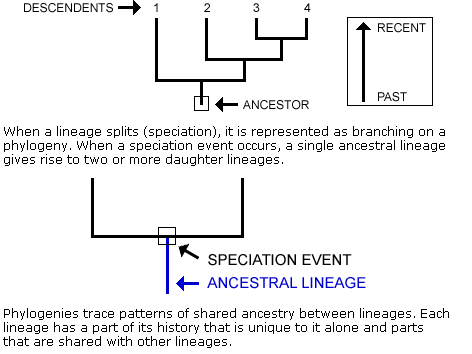 DESCENDENTS 1 2 3 4
RECENT
PAST
ANCESTOR
When a lineage splits (speciation), it is represented as branching on a
phylogeny. When a speciation event occurs, a single ancestral lineage
gives rise to two or more daughter lineages.
SPECIATION EVENT
ANCESTRAL LINEAGE
Phylogenies trace patterns of shared ancestry between lineages. Each
lineage has a part of its history that is unique to it alone and parts
that are shared with other lineages.